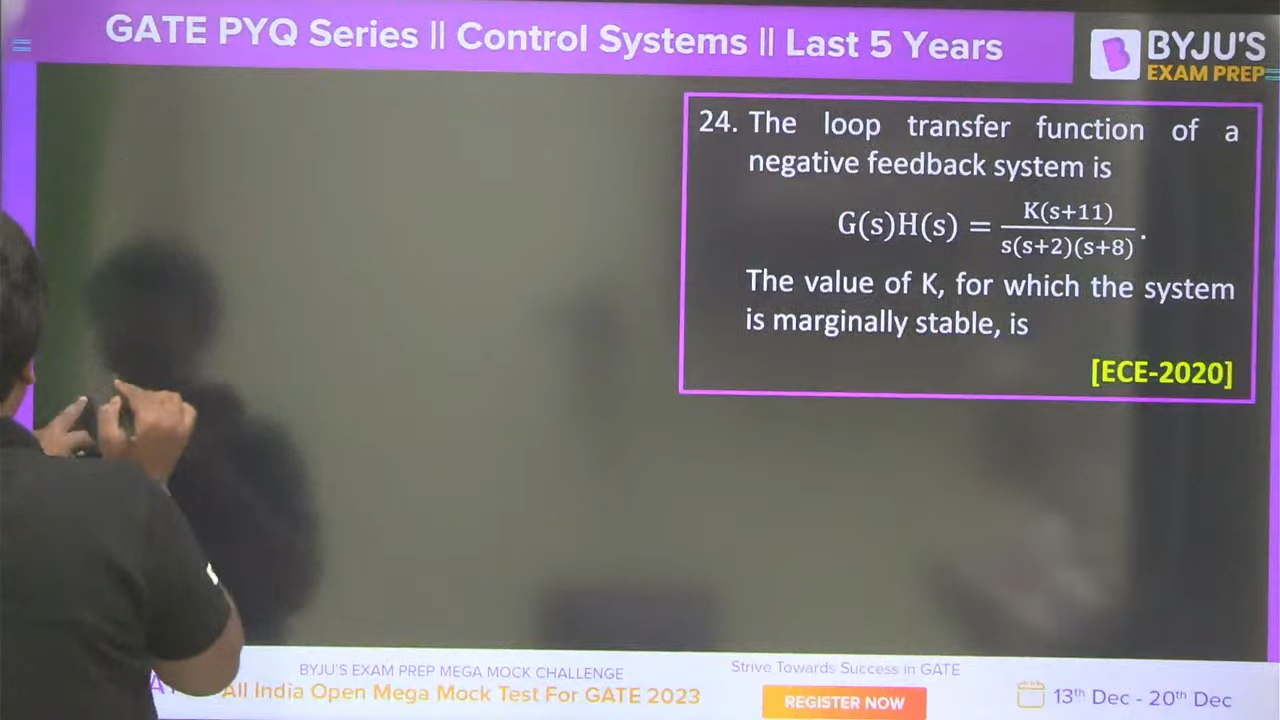 GATE PYQ Series || Control Systems || Last 5 Years
BYJU'S
EXAM PREP
24. The loop transfer function of a
negative feedback system is
G(s)H(s) = K(s+11) / s(s+2)(s+8) .
The value of K, for which the system
is marginally stable, is
[ECE-2020]
BYJU'S EXAM PREP MEGA MOCK CHALLENGE
All India Open Mega Mock Test For GATE 2023
Strive Towards Success in GATE
REGISTER NOW
13th Dec - 20th Dec